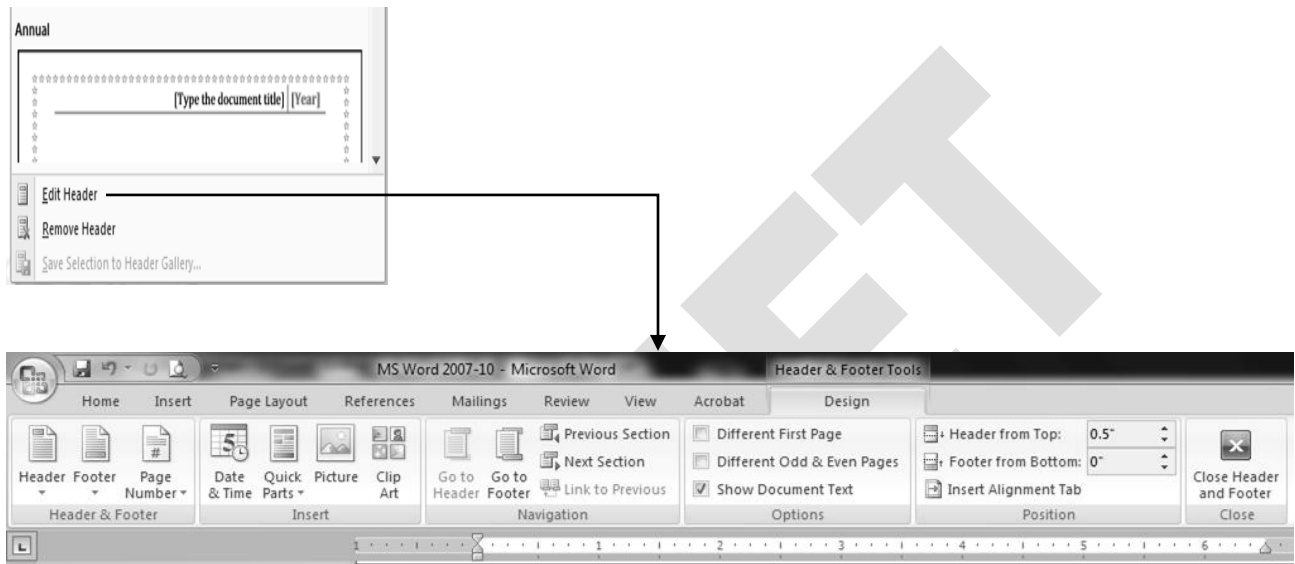 Annual
[Type the document title] [Year]
Edit Header
Remove Header
Save Selection to Header Gallery...
MS Word 2007-10 - Microsoft Word
Header & Footer Tools
Home Insert Page Layout References Mailings Review View Acrobat Design
Header
Footer
Page
Number
Header & Footer
Date
& Time
Quick
Parts
Picture
Clip
Art
Insert
Go to
Header
Go to
Footer
Previous Section
Next Section
Link to Previous
Navigation
Different First Page
Different Odd & Even Pages
Show Document Text
Options
Header from Top: 0.5"
Footer from Bottom: 0"
Insert Alignment Tab
Position
Close Header
and Footer
Close
1 1 2 3 4 5 6